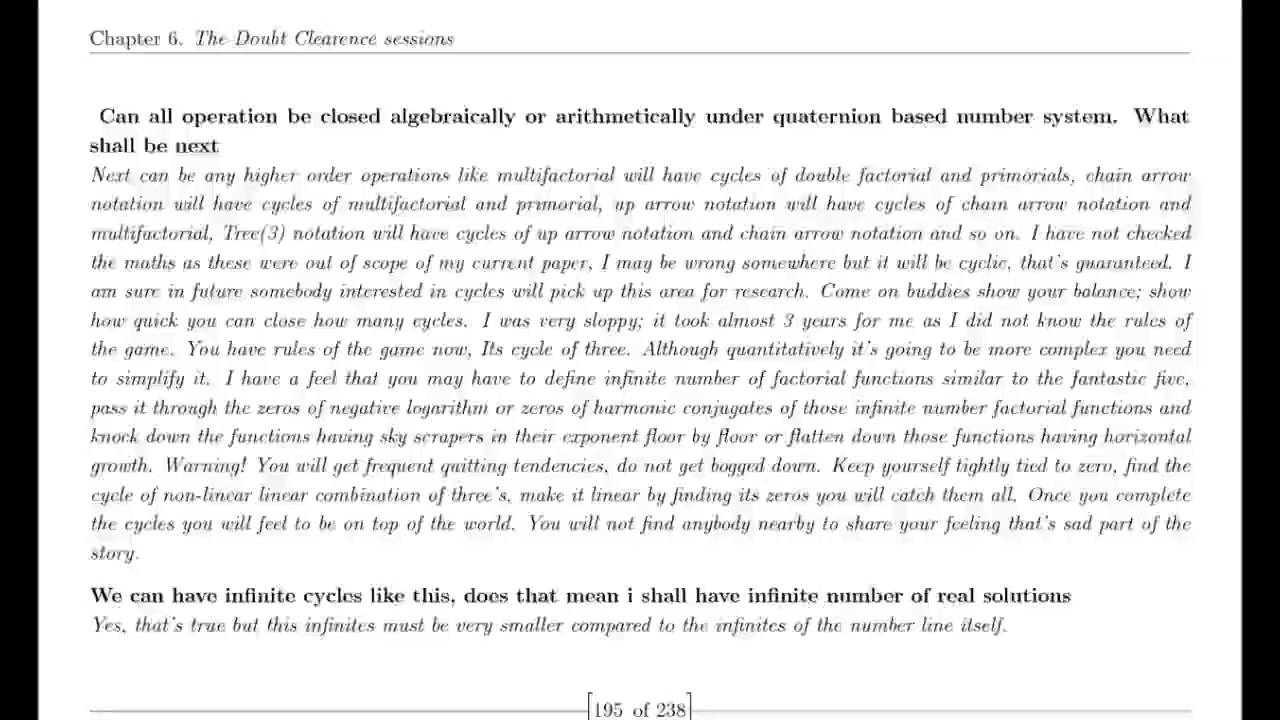 Chapter 6. The Doubt Clearence sessions
Can all operation be closed algebraically or arithmetically under quaternion based number system. What
shall be next
Next can be any higher order operations like multifactorial will have cycles of double factorial and primorials, chain arrow
notation will have cycles of multifactorial and primorial, up arrow notation will have cycles of chain arrow notation and
multifactorial, Tree(3) notation will have cycles of up arrow notation and chain arrow notation and so on. I have not checked
the maths as these were out of scope of my current paper, I may be wrong somewhere but it will be cyclic, that's guaranteed. I
am sure in future somebody interested in cycles will pick up this area for research. Come on buddies show your balance; show
how quick you can close how many cycles. I was very sloppy; it took almost 3 years for me as I did not know the rules of
the game. You have rules of the game now, Its cycle of three. Although quantitatively it's going to be more complex you need
to simplify it. I have a feel that you may have to define infinite number of factorial functions similar to the fantastic five,
pass it through the zeros of negative logarithm or zeros of harmonic conjugates of those infinite number factorial functions and
knock down the functions having sky scrapers in their exponent floor by floor or flatten down those functions having horizontal
growth. Warning! You will get frequent quitting tendencies, do not get bogged down. Keep yourself tightly tied to zero, find the
cycle of non-linear linear combination of three's, make it linear by finding its zeros you will catch them all. Once you complete
the cycles you will feel to be on top of the world. You will not find anybody nearby to share your feeling that's sad part of the
story.
We can have infinite cycles like this, does that mean i shall have infinite number of real solutions
Yes, that's true but this infinites must be very smaller compared to the infinites of the number line itself.
[195 of 238]